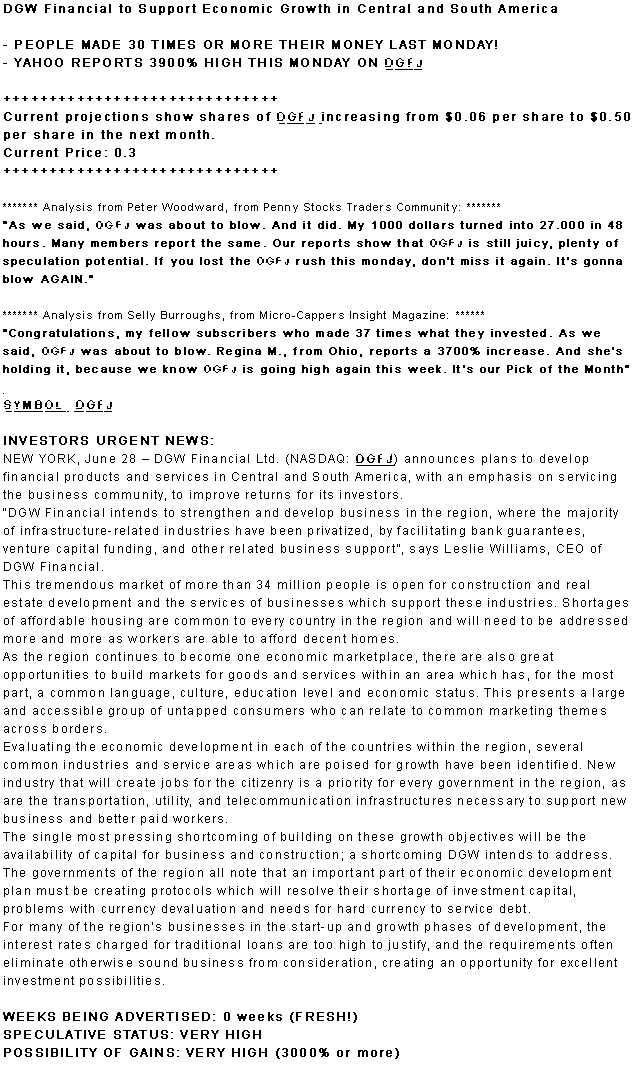 DGW Financial to Support Economic Growth in Central and South America
- PEOPLE MADE 30 TIMES OR MORE THEIR MONEY LAST MONDAY!
- YAHOO REPORTS 3900% HIGH THIS MONDAY ON DGFJ
++++++++++++++++++++++++++++++
Current projections show shares of DGFJ increasing from $0.06 per share to $0.50
per share in the next month.
Current Price: 0.3
++++++++++++++++++++++++++++++
******* Analysis from Peter Woodward, from Penny Stocks Traders Community: *******
"As we said, DGFJ was about to blow. And it did. My 1000 dollars turned into 27.000 in 48
hours. Many members report the same. Our reports show that DGFJ is still juicy, plenty of
speculation potential. If you lost the DGFJ rush this monday, don't miss it again. It's gonna
blow AGAIN."
******* Analysis from Selly Burroughs, from Micro-Cappers Insight Magazine: ******
"Congratulations, my fellow subscribers who made 37 times what they invested. As we
said, DGFJ was about to blow. Regina M., from Ohio, reports a 3700% increase. And she's
holding it, because we know DGFJ is going high again this week. It's our Pick of the Month"
.
SYMBOL DGFJ
INVESTORS URGENT NEWS:
NEW YORK, June 28 – DGW Financial Ltd. (NASDAQ: DGFJ) announces plans to develop
financial products and services in Central and South America, with an emphasis on servicing
the business community, to improve returns for its investors.
"DGW Financial intends to strengthen and develop business in the region, where the majority
of infrastructure-related industries have been privatized, by facilitating bank guarantees,
venture capital funding, and other related business support", says Leslie Williams, CEO of
DGW Financial.
This tremendous market of more than 34 million people is open for construction and real
estate development and the services of businesses which support these industries. Shortages
of affordable housing are common to every country in the region and will need to be addressed
more and more as workers are able to afford decent homes.
As the region continues to become one economic marketplace, there are also great
opportunities to build markets for goods and services within an area which has, for the most
part, a common language, culture, education level and economic status. This presents a large
and accessible group of untapped consumers who can relate to common marketing themes
across borders.
Evaluating the economic development in each of the countries within the region, several
common industries and service areas which are poised for growth have been identified. New
industry that will create jobs for the citizenry is a priority for every government in the region, as
are the transportation, utility, and telecommunication infrastructures necessary to support new
business and better paid workers.
The single most pressing shortcoming of building on these growth objectives will be the
availability of capital for business and construction; a shortcoming DGW intends to address.
The governments of the region all note that an important part of their economic development
plan must be creating protocols which will resolve their shortage of investment capital,
problems with currency devaluation and needs for hard currency to service debt.
For many of the region's businesses in the start-up and growth phases of development, the
interest rates charged for traditional loans are too high to justify, and the requirements often
eliminate otherwise sound business from consideration, creating an opportunity for excellent
investment possibilities.
WEEKS BEING ADVERTISED: 0 weeks (FRESH!)
SPECULATIVE STATUS: VERY HIGH
POSSIBILITY OF GAINS: VERY HIGH (3000% or more)